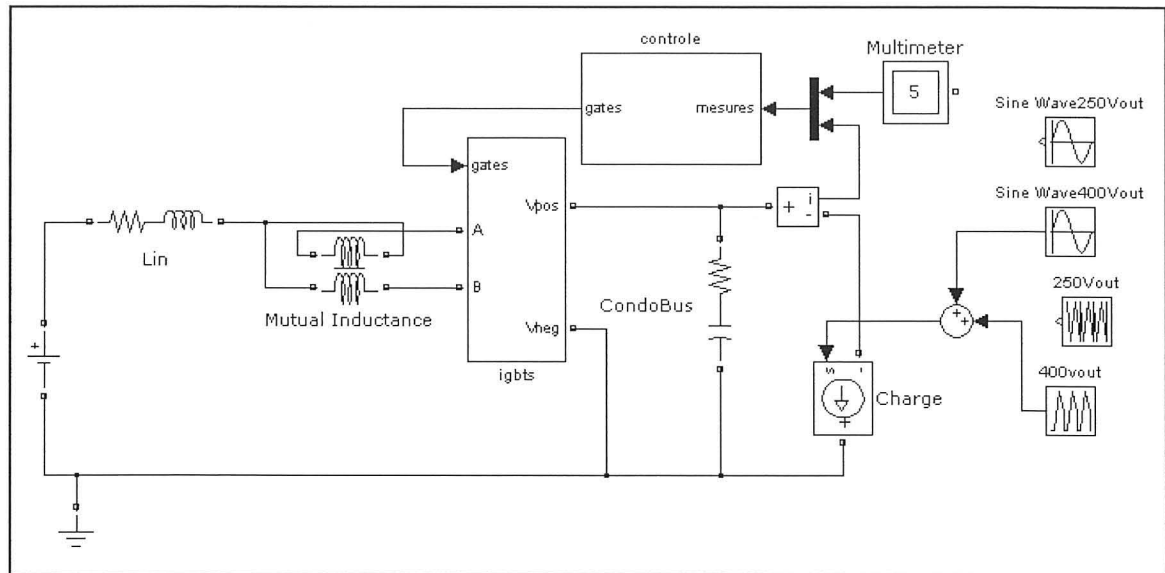 controle
Multimeter
gates
mesures
5
Sine Wave250Vout
gates
Vpos
i
+
-
Sine Wave400Vout
A
Lin
B
CondoBus
250Vout
Mutual Inductance
Vneg
+
+
+
400vout
igbts
s
-
Charge
+